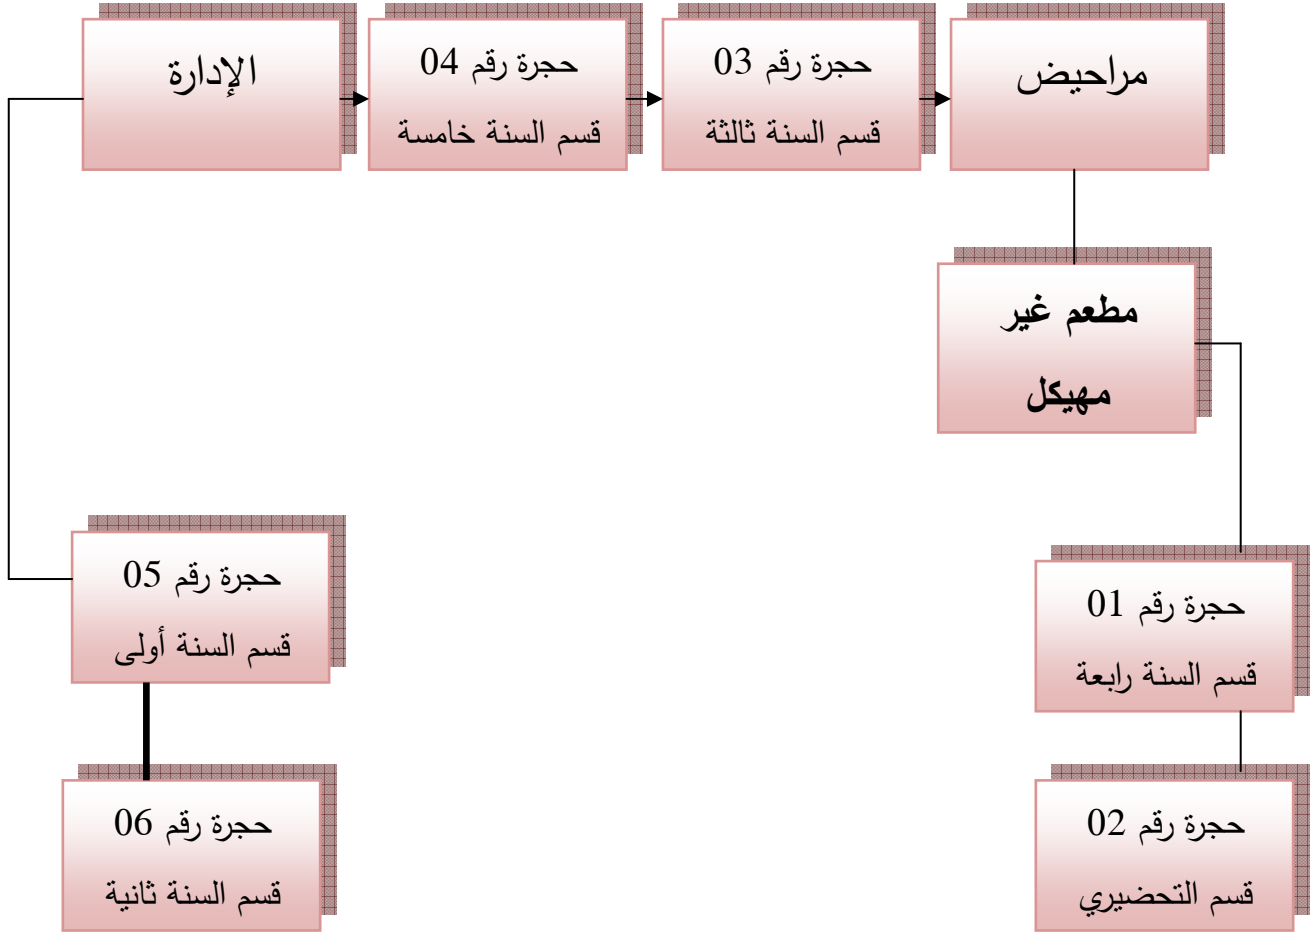 مراحيض
حجرة رقم 03
قسم السنة ثالثة
حجرة رقم 04
قسم السنة خامسة
الإدارة
مطعم غير
مهيكل
حجرة رقم 01
قسم السنة رابعة
حجرة رقم 05
قسم السنة أولى
حجرة رقم 02
قسم التحضيري
حجرة رقم 06
قسم السنة ثانية